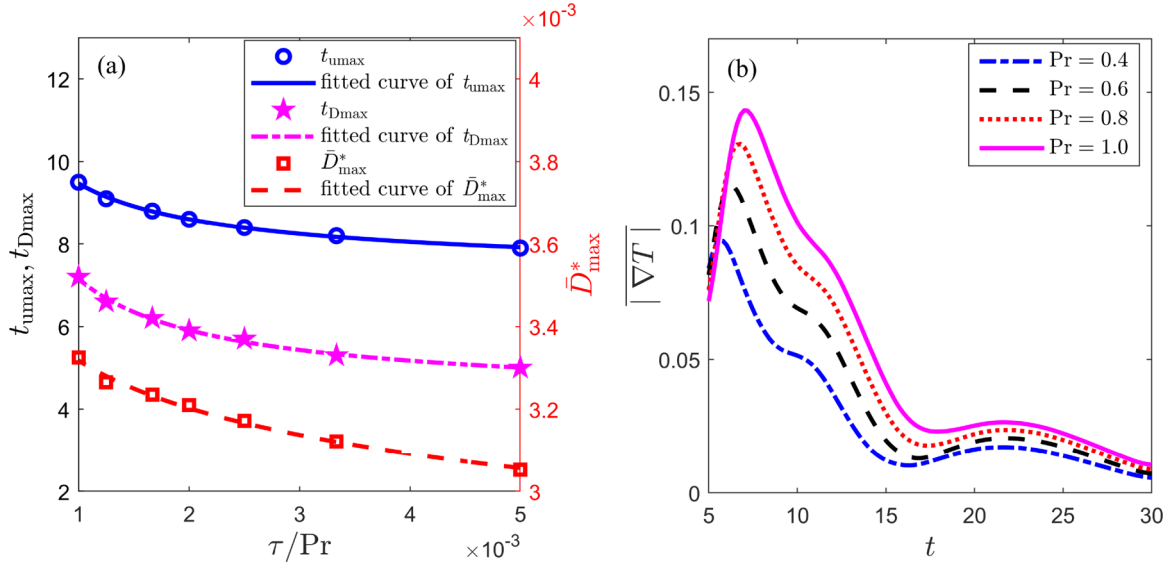 (a)
t_umax
fitted curve of t_umax
t_Dmax
fitted curve of t_Dmax
D̄*_max
fitted curve of D̄*_max
12
10
8
6
4
2
t_umax, t_Dmax
1
2
3
4
5
τ/Pr
×10⁻³
×10⁻³
4
3.8
3.6
3.4
3.2
3
D̄*_max
(b)
Pr = 0.4
Pr = 0.6
Pr = 0.8
Pr = 1.0
0.15
0.1
0.05
0
|∇T|‾
5
10
15
20
25
30
t